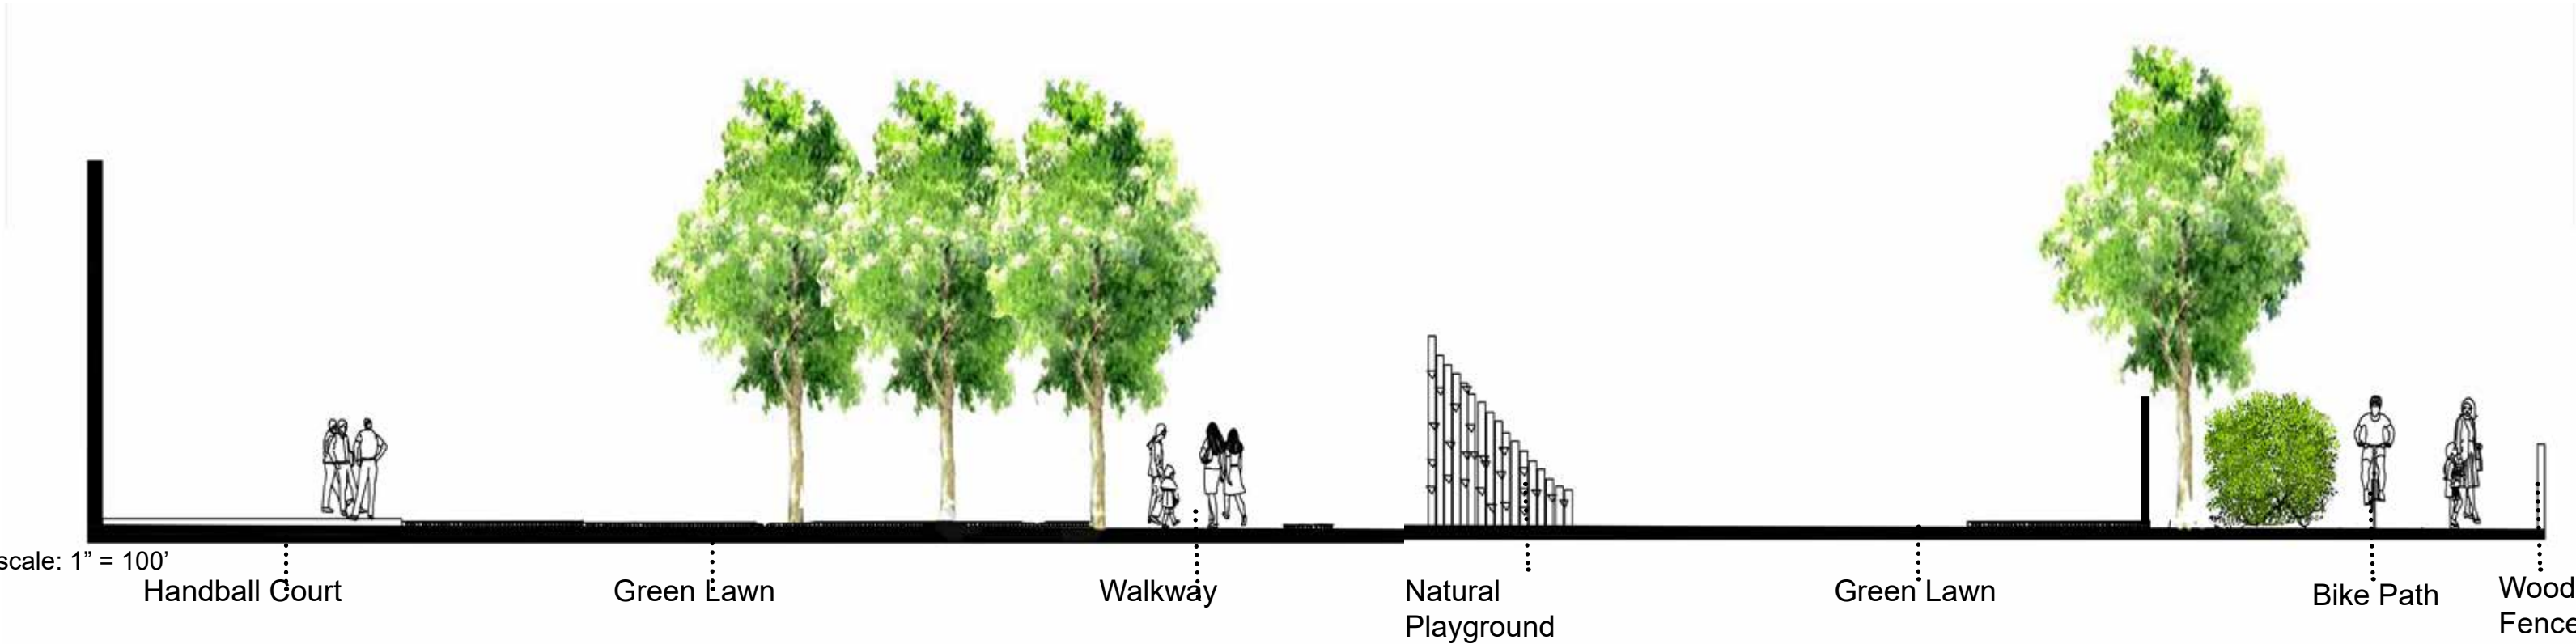 scale: 1” = 100’
Handball Court
Green Lawn
Walkway
Natural
Playground
Green Lawn
Bike Path
Wood
Fence